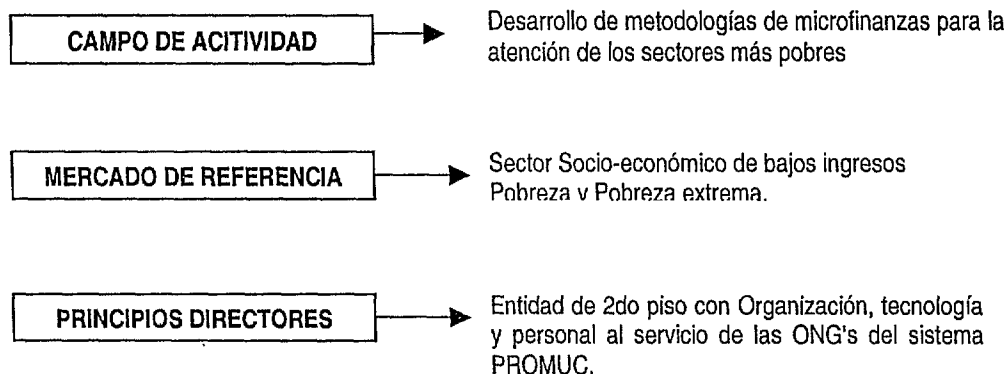 CAMPO DE ACITIVIDAD
Desarrollo de metodologías de microfinanzas para la
atención de los sectores más pobres
MERCADO DE REFERENCIA
Sector Socio-económico de bajos ingresos
Pobreza y Pobreza extrema.
PRINCIPIOS DIRECTORES
Entidad de 2do piso con Organización, tecnología
y personal al servicio de las ONG's del sistema
PROMUC.